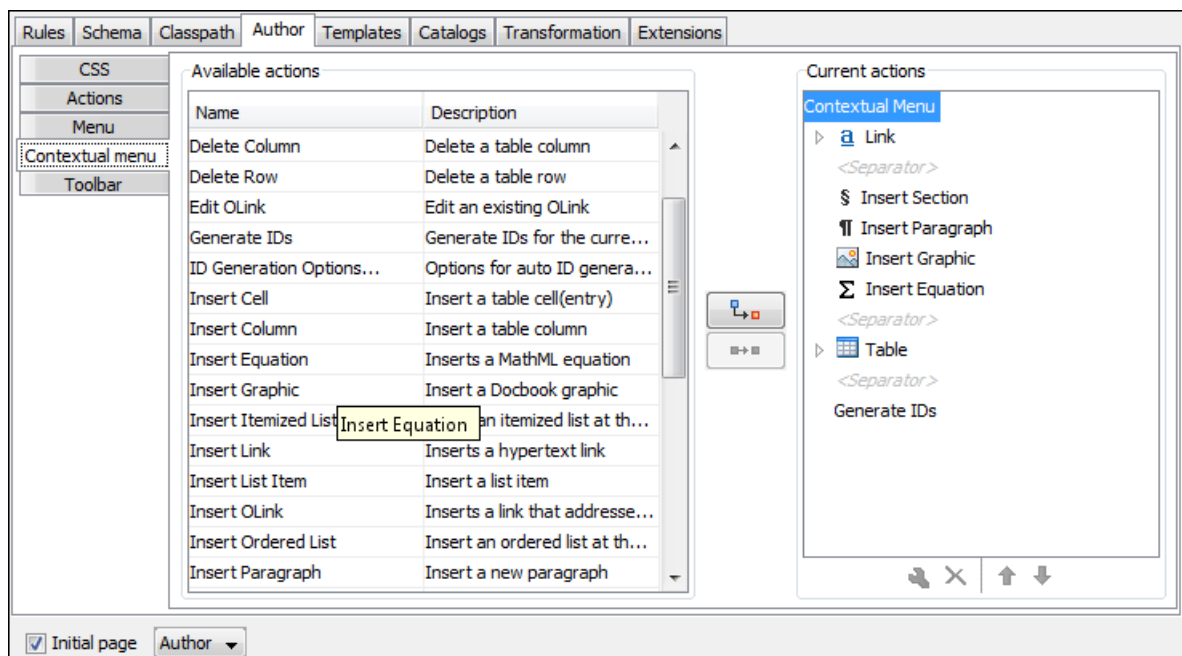 Rules Schema Classpath Author Templates Catalogs Transformation Extensions
CSS
Actions
Menu
Contextual menu
Toolbar
Available actions
Name Description
Delete Column Delete a table column
Delete Row Delete a table row
Edit OLink Edit an existing OLink
Generate IDs Generate IDs for the curre...
ID Generation Options... Options for auto ID genera...
Insert Cell Insert a table cell(entry)
Insert Column Insert a table column
Insert Equation Inserts a MathML equation
Insert Graphic Insert a Docbook graphic
Insert Itemized List an itemized list at th...
Insert Equation
Insert Link Inserts a hypertext link
Insert List Item Insert a list item
Insert OLink Inserts a link that addresse...
Insert Ordered List Insert an ordered list at th...
Insert Paragraph Insert a new paragraph
Current actions
Contextual Menu
a Link
<Separator>
§ Insert Section
¶ Insert Paragraph
Insert Graphic
Σ Insert Equation
<Separator>
Table
<Separator>
Generate IDs
Initial page Author